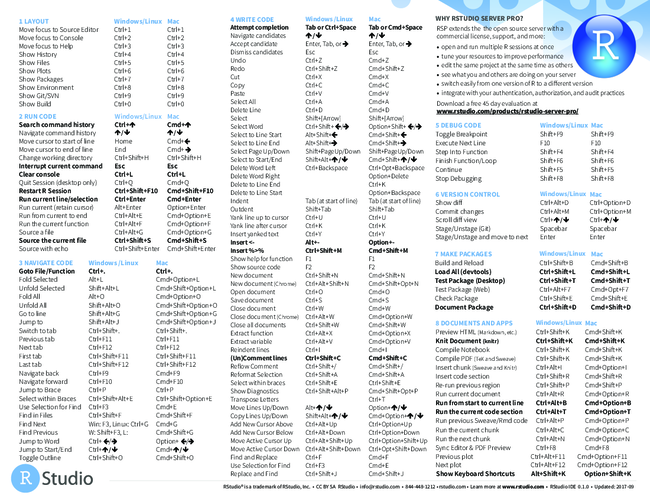 1 LAYOUT Windows/Linux Mac
Move focus to Source Editor Ctrl+1 Ctrl+1
Move focus to Console Ctrl+2 Ctrl+2
Move focus to Help Ctrl+3 Ctrl+3
Show History Ctrl+4 Ctrl+4
Show Files Ctrl+5 Ctrl+5
Show Plots Ctrl+6 Ctrl+6
Show Packages Ctrl+7 Ctrl+7
Show Environment Ctrl+8 Ctrl+8
Show Git/SVN Ctrl+9 Ctrl+9
Show Build Ctrl+0 Ctrl+0
2 RUN CODE Windows/Linux Mac
Search command history Ctrl+🡹 Cmd+🡹
Navigate command history 🡹/🡻 🡹/🡻
Move cursor to start of line Home Cmd+🡸
Move cursor to end of line End Cmd+🡺
Change working directory Ctrl+Shift+H Ctrl+Shift+H
Interrupt current command Esc Esc
Clear console Ctrl+L Ctrl+L
Quit Session (desktop only) Ctrl+Q Cmd+Q
Restart R Session Ctrl+Shift+F10 Cmd+Shift+F10
Run current line/selection Ctrl+Enter Cmd+Enter
Run current (retain cursor) Alt+Enter Option+Enter
Run from current to end Ctrl+Alt+E Cmd+Option+E
Run the current function Ctrl+Alt+F Cmd+Option+F
Source a file Ctrl+Alt+G Cmd+Option+G
Source the current file Ctrl+Shift+S Cmd+Shift+S
Source with echo Ctrl+Shift+Enter Cmd+Shift+Enter
3 NAVIGATE CODE Windows /Linux Mac
Goto File/Function Ctrl+. Ctrl+.
Fold Selected Alt+L Cmd+Option+L
Unfold Selected Shift+Alt+L Cmd+Shift+Option+L
Fold All Alt+O Cmd+Option+O
Unfold All Shift+Alt+O Cmd+Shift+Option+O
Go to line Shift+Alt+G Cmd+Shift+Option+G
Jump to Shift+Alt+J Cmd+Shift+Option+J
Switch to tab Ctrl+Shift+. Ctrl+Shift+.
Previous tab Ctrl+F11 Ctrl+F11
Next tab Ctrl+F12 Ctrl+F12
First tab Ctrl+Shift+F11 Ctrl+Shift+F11
Last tab Ctrl+Shift+F12 Ctrl+Shift+F12
Navigate back Ctrl+F9 Cmd+F9
Navigate forward Ctrl+F10 Cmd+F10
Jump to Brace Ctrl+P Ctrl+P
Select within Braces Ctrl+Shift+Alt+E Ctrl+Shift+Option+E
Use Selection for Find Ctrl+F3 Cmd+E
Find in Files Ctrl+Shift+F Cmd+Shift+F
Find Next Win: F3, Linux: Ctrl+G Cmd+G
Find Previous W: Shift+F3, L: Cmd+Shift+G
Jump to Word Ctrl+ 🡸/🡺 Option+ 🡸/🡺
Jump to Start/End Ctrl+🡹/🡻 Cmd+🡹/🡻
Toggle Outline Ctrl+Shift+O Cmd+Shift+O
R Studio
4 WRITE CODE Windows /Linux Mac
Attempt completion Tab or Ctrl+Space Tab or Cmd+Space
Navigate candidates 🡹/🡻 🡹/🡻
Accept candidate Enter, Tab, or 🡺 Enter, Tab, or 🡺
Dismiss candidates Esc Esc
Undo Ctrl+Z Cmd+Z
Redo Ctrl+Shift+Z Cmd+Shift+Z
Cut Ctrl+X Cmd+X
Copy Ctrl+C Cmd+C
Paste Ctrl+V Cmd+V
Select All Ctrl+A Cmd+A
Delete Line Ctrl+D Cmd+D
Select Shift+[Arrow] Shift+[Arrow]
Select Word Ctrl+Shift+ 🡸/🡺 Option+Shift+ 🡸/🡺
Select to Line Start Alt+Shift+🡸 Cmd+Shift+🡸
Select to Line End Alt+Shift+🡺 Cmd+Shift+🡺
Select Page Up/Down Shift+PageUp/Down Shift+PageUp/Down
Select to Start/End Shift+Alt+🡹/🡻 Cmd+Shift+🡹/🡻
Delete Word Left Ctrl+Backspace Ctrl+Opt+Backspace
Delete Word Right Option+Delete
Delete to Line End Ctrl+K
Delete to Line Start Option+Backspace
Indent Tab (at start of line) Tab (at start of line)
Outdent Shift+Tab Shift+Tab
Yank line up to cursor Ctrl+U Ctrl+U
Yank line after cursor Ctrl+K Ctrl+K
Insert yanked text Ctrl+Y Ctrl+Y
Insert <- Alt+- Option+-
Insert %>% Ctrl+Shift+M Cmd+Shift+M
Show help for function F1 F1
Show source code F2 F2
New document Ctrl+Shift+N Cmd+Shift+N
New document (Chrome) Ctrl+Alt+Shift+N Cmd+Shift+Opt+N
Open document Ctrl+O Cmd+O
Save document Ctrl+S Cmd+S
Close document Ctrl+W Cmd+W
Close document (Chrome) Ctrl+Alt+W Cmd+Option+W
Close all documents Ctrl+Shift+W Cmd+Shift+W
Extract function Ctrl+Alt+X Cmd+Option+X
Extract variable Ctrl+Alt+V Cmd+Option+V
Reindent lines Ctrl+I Cmd+I
(Un)Comment lines Ctrl+Shift+C Cmd+Shift+C
Reflow Comment Ctrl+Shift+/ Cmd+Shift+/
Reformat Selection Ctrl+Shift+A Cmd+Shift+A
Select within braces Ctrl+Shift+E Ctrl+Shift+E
Show Diagnostics Ctrl+Shift+Alt+P Cmd+Shift+Opt+P
Transpose Letters Ctrl+T
Move Lines Up/Down Alt+🡹/🡻 Option+🡹/🡻
Copy Lines Up/Down Shift+Alt+🡹/🡻 Cmd+Option+🡹/🡻
Add New Cursor Above Ctrl+Alt+Up Ctrl+Option+Up
Add New Cursor Below Ctrl+Alt+Down Ctrl+Option+Down
Move Active Cursor Up Ctrl+Alt+Shift+Up Ctrl+Option+Shift+Up
Move Active Cursor Down Ctrl+Alt+Shift+Down Ctrl+Opt+Shift+Down
Find and Replace Ctrl+F Cmd+F
Use Selection for Find Ctrl+F3 Cmd+E
Replace and Find Ctrl+Shift+J Cmd+Shift+J
WHY RSTUDIO SERVER PRO?
RSP extends the the open source server with a
commercial license, support, and more:
• open and run multiple R sessions at once
• tune your resources to improve performance
• edit the same project at the same time as others
• see what you and others are doing on your server
• switch easily from one version of R to a different version
• integrate with your authentication, authorization, and audit practices
Download a free 45 day evaluation at
www.rstudio.com/products/rstudio-server-pro/
R
5 DEBUG CODE Windows/Linux Mac
Toggle Breakpoint Shift+F9 Shift+F9
Execute Next Line F10 F10
Step Into Function Shift+F4 Shift+F4
Finish Function/Loop Shift+F6 Shift+F6
Continue Shift+F5 Shift+F5
Stop Debugging Shift+F8 Shift+F8
6 VERSION CONTROL Windows/Linux Mac
Show diff Ctrl+Alt+D Ctrl+Option+D
Commit changes Ctrl+Alt+M Ctrl+Option+M
Scroll diff view Ctrl+🡹/🡻 Ctrl+🡹/🡻
Stage/Unstage (Git) Spacebar Spacebar
Stage/Unstage and move to next Enter Enter
7 MAKE PACKAGES Windows/Linux Mac
Build and Reload Ctrl+Shift+B Cmd+Shift+B
Load All (devtools) Ctrl+Shift+L Cmd+Shift+L
Test Package (Desktop) Ctrl+Shift+T Cmd+Shift+T
Test Package (Web) Ctrl+Alt+F7 Cmd+Opt+F7
Check Package Ctrl+Shift+E Cmd+Shift+E
Document Package Ctrl+Shift+D Cmd+Shift+D
8 DOCUMENTS AND APPS Windows/Linux Mac
Preview HTML (Markdown, etc.) Ctrl+Shift+K Cmd+Shift+K
Knit Document (knitr) Ctrl+Shift+K Cmd+Shift+K
Compile Notebook Ctrl+Shift+K Cmd+Shift+K
Compile PDF (TeX and Sweave) Ctrl+Shift+K Cmd+Shift+K
Insert chunk (Sweave and Knitr) Ctrl+Alt+I Cmd+Option+I
Insert code section Ctrl+Shift+R Cmd+Shift+R
Re-run previous region Ctrl+Shift+P Cmd+Shift+P
Run current document Ctrl+Alt+R Cmd+Option+R
Run from start to current line Ctrl+Alt+B Cmd+Option+B
Run the current code section Ctrl+Alt+T Cmd+Option+T
Run previous Sweave/Rmd code Ctrl+Alt+P Cmd+Option+P
Run the current chunk Ctrl+Alt+C Cmd+Option+C
Run the next chunk Ctrl+Alt+N Cmd+Option+N
Sync Editor & PDF Preview Ctrl+F8 Cmd+F8
Previous plot Ctrl+Alt+F11 Cmd+Option+F11
Next plot Ctrl+Alt+F12 Cmd+Option+F12
Show Keyboard Shortcuts Alt+Shift+K Option+Shift+K
RStudio® is a trademark of RStudio, Inc. • CC BY SA RStudio • info@rstudio.com • 844-448-1212 • rstudio.com • Learn more at www.rstudio.com • RStudio IDE 0.1.0 • Updated: 2017-09